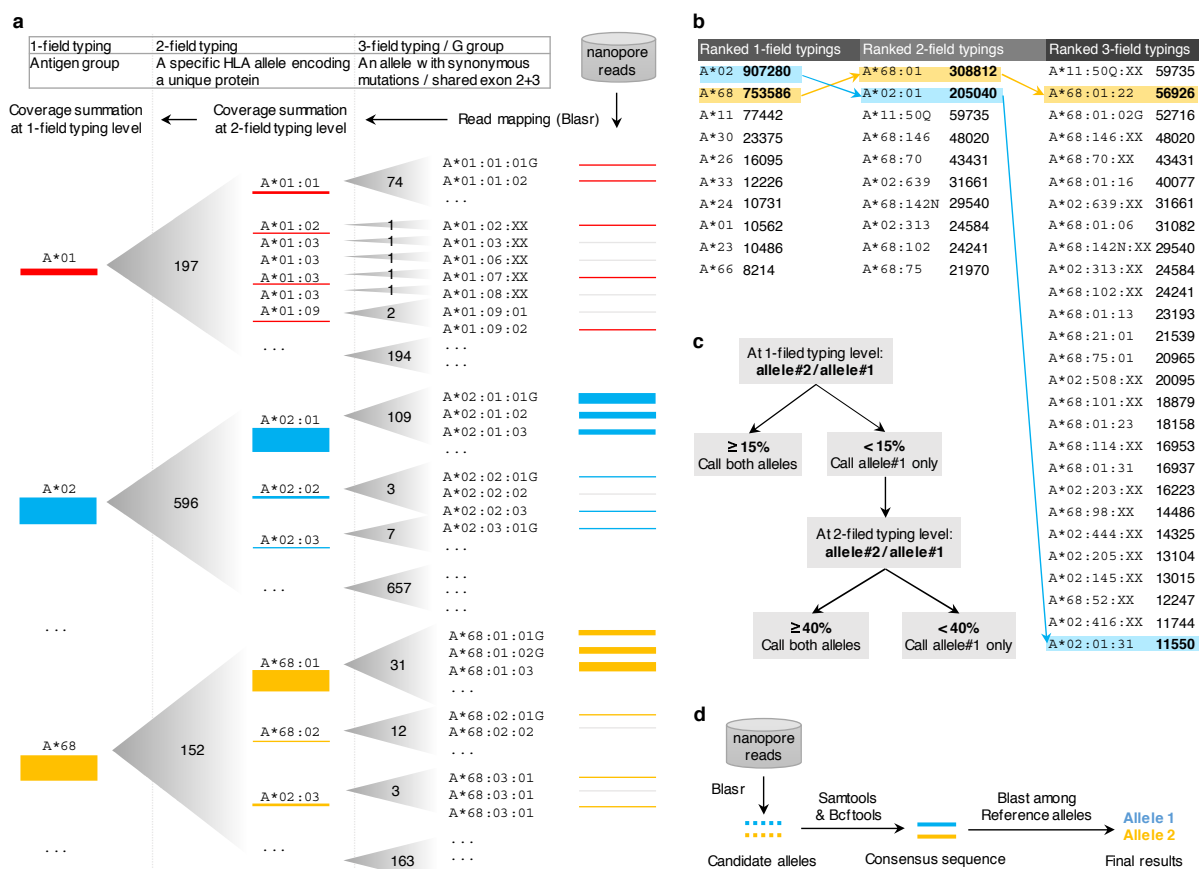 a
1-field typing 2-field typing 3-field typing / G group
Antigen group A specific HLA allele encoding An allele with synonymous
a unique protein mutations / shared exon 2+3
nanopore
reads
Coverage summation Coverage summation
at 1-field typing level at 2-field typing level
Read mapping (Blasr)
A*01
197
A*01:01
A*01:02
A*01:03
A*01:03
A*01:03
A*01:03
A*01:09
...
74
1
1
1
1
1
2
194
A*01:01:01G
A*01:01:02
...
A*01:02:XX
A*01:03:XX
A*01:06:XX
A*01:07:XX
A*01:08:XX
A*01:09:01
A*01:09:02
...
A*02
596
A*02:01
A*02:02
A*02:03
...
109
3
7
657
A*02:01:01G
A*02:01:02
A*02:01:03
...
A*02:02:01G
A*02:02:02
A*02:02:03
A*02:03:01G
...
...
...
...
A*68
152
A*68:01
A*68:02
A*02:03
...
31
12
3
163
A*68:01:01G
A*68:01:02G
A*68:01:03
...
A*68:02:01G
A*68:02:02
...
A*68:03:01
A*68:03:01
A*68:03:01
...
...
b
Ranked 1-field typings Ranked 2-field typings Ranked 3-field typings
A*02 907280
A*68 753586
A*11 77442
A*30 23375
A*26 16095
A*33 12226
A*24 10731
A*01 10562
A*23 10486
A*66 8214
A*68:01 308812
A*02:01 205040
A*11:50Q 59735
A*68:146 48020
A*68:70 43431
A*02:639 31661
A*68:142N 29540
A*02:313 24584
A*68:102 24241
A*68:75 21970
A*11:50Q:XX 59735
A*68:01:22 56926
A*68:01:02G 52716
A*68:146:XX 48020
A*68:70:XX 43431
A*68:01:16 40077
A*02:639:XX 31661
A*68:01:06 31082
A*68:142N:XX 29540
A*02:313:XX 24584
A*68:102:XX 24241
A*68:01:13 23193
A*68:21:01 21539
A*68:75:01 20965
A*02:508:XX 20095
A*68:101:XX 18879
A*68:01:23 18158
A*68:114:XX 16953
A*68:01:31 16937
A*02:203:XX 16223
A*68:98:XX 14486
A*02:444:XX 14325
A*02:205:XX 13104
A*02:145:XX 13015
A*68:52:XX 12247
A*02:416:XX 11744
A*02:01:31 11550
c
At 1-filed typing level:
allele#2/allele#1
≥15% <15%
Call both alleles Call allele#1 only
At 2-filed typing level:
allele#2/allele#1
≥40% <40%
Call both alleles Call allele#1 only
d
nanopore
reads
Blasr
Samtools
& Bcftools
Blast among
Reference alleles
Allele 1
Allele 2
Candidate alleles Consensus sequence Final results